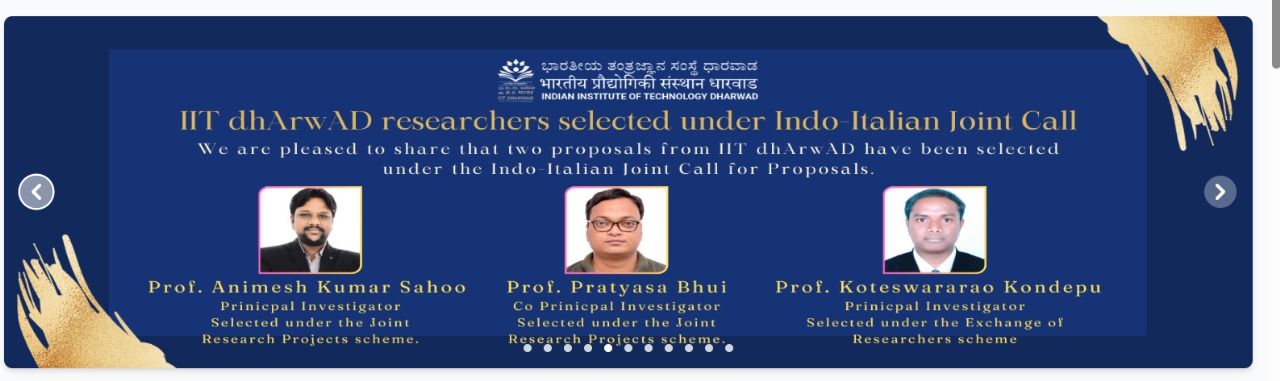 ಭಾರತೀಯ ತಂತ್ರಜ್ಞಾನ ಸಂಸ್ಥೆ ಧಾರವಾಡ
भारतीय प्रौद्योगिकी संस्थान धारवाड
INDIAN INSTITUTE OF TECHNOLOGY DHARWAD
IIT DHARWAD
IIT dhArwAD researchers selected under Indo-Italian Joint Call
We are pleased to share that two proposals from IIT dhArwAD have been selected
under the Indo-Italian Joint Call for Proposals.
Prof. Animesh Kumar Sahoo
Prinicpal Investigator
Selected under the Joint
Research Projects scheme.
Prof. Pratyasa Bhui
Co Prinicpal Investigator
Selected under the Joint
Research Projects scheme.
Prof. Koteswararao Kondepu
Prinicpal Investigator
Selected under the Exchange of
Researchers scheme